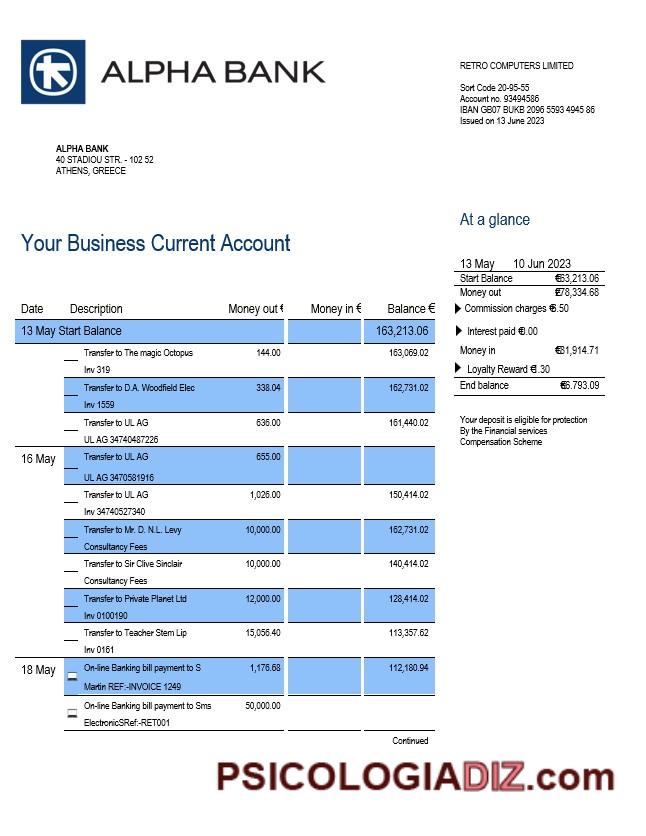 ALPHA BANK
RETRO COMPUTERS LIMITED
Sort Code 20-95-55
Account no. 93494586
IBAN GB07 BUKB 2096 5593 4945 86
Issued on 13 June 2023
ALPHA BANK
40 STADIOU STR. - 102 52
ATHENS, GREECE
At a glance
Your Business Current Account
13 May 10 Jun 2023
Start Balance €63,213.06
Money out £78,334.68
Commission charges €6.50
Interest paid €0.00
Money in €31,914.71
Loyalty Reward €1.30
End balance €6.793.09
Your deposit is eligible for protection
By the Financial services
Compensation Scheme
Date Description Money out € Money in € Balance €
13 May Start Balance 163,213.06
Transfer to The magic Octopus 144.00 163,069.02
Inv 319
Transfer to D.A. Woodfield Elec 338.04 162,731.02
Inv 1559
Transfer to UL AG 636.00 161,440.02
UL AG 34740487226
16 May Transfer to UL AG 655.00
UL AG 3470581916
Transfer to UL AG 1,026.00 150,414.02
Inv 34740527340
Transfer to Mr. D. N.L. Levy 10,000.00 162,731.02
Consultancy Fees
Transfer to Sir Clive Sinclair 10,000.00 140,414.02
Consultancy Fees
Transfer to Private Planet Ltd 12,000.00 128,414.02
Inv 0100190
Transfer to Teacher Stem Lip 15,056.40 113,357.62
Inv 0161
18 May On-line Banking bill payment to S 1,176.68 112,180.94
Martin REF:-INVOICE 1249
On-line Banking bill payment to Sms 50,000.00
ElectronicSRef:-RET001
Continued
PSICOLOGIADIZ.com